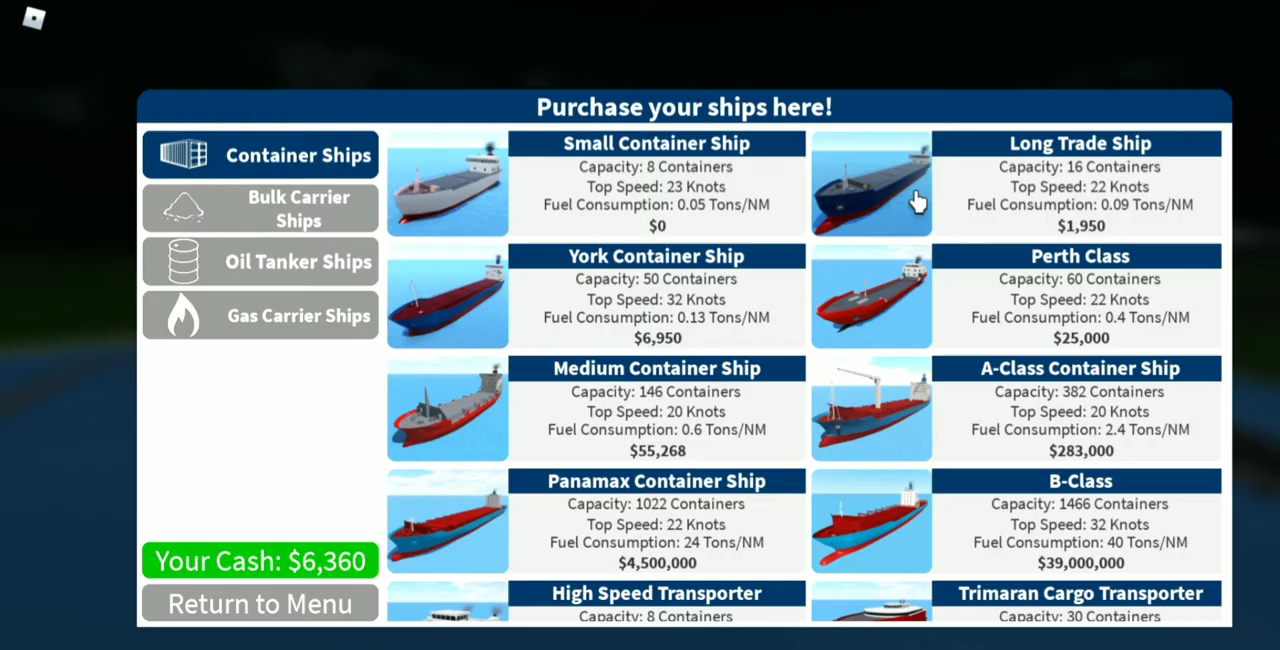 Purchase your ships here!
Container Ships
Bulk Carrier
Ships
Oil Tanker Ships
Gas Carrier Ships
Your Cash: $6,360
Return to Menu
Small Container Ship
Capacity: 8 Containers
Top Speed: 23 Knots
Fuel Consumption: 0.05 Tons/NM
$0
Long Trade Ship
Capacity: 16 Containers
Top Speed: 22 Knots
Fuel Consumption: 0.09 Tons/NM
$1,950
York Container Ship
Capacity: 50 Containers
Top Speed: 32 Knots
Fuel Consumption: 0.13 Tons/NM
$6,950
Perth Class
Capacity: 60 Containers
Top Speed: 22 Knots
Fuel Consumption: 0.4 Tons/NM
$25,000
Medium Container Ship
Capacity: 146 Containers
Top Speed: 20 Knots
Fuel Consumption: 0.6 Tons/NM
$55,268
A-Class Container Ship
Capacity: 382 Containers
Top Speed: 20 Knots
Fuel Consumption: 2.4 Tons/NM
$283,000
Panamax Container Ship
Capacity: 1022 Containers
Top Speed: 22 Knots
Fuel Consumption: 24 Tons/NM
$4,500,000
B-Class
Capacity: 1466 Containers
Top Speed: 32 Knots
Fuel Consumption: 40 Tons/NM
$39,000,000
High Speed Transporter
Capacity: 8 Containers
Trimaran Cargo Transporter
Capacity: 30 Containers